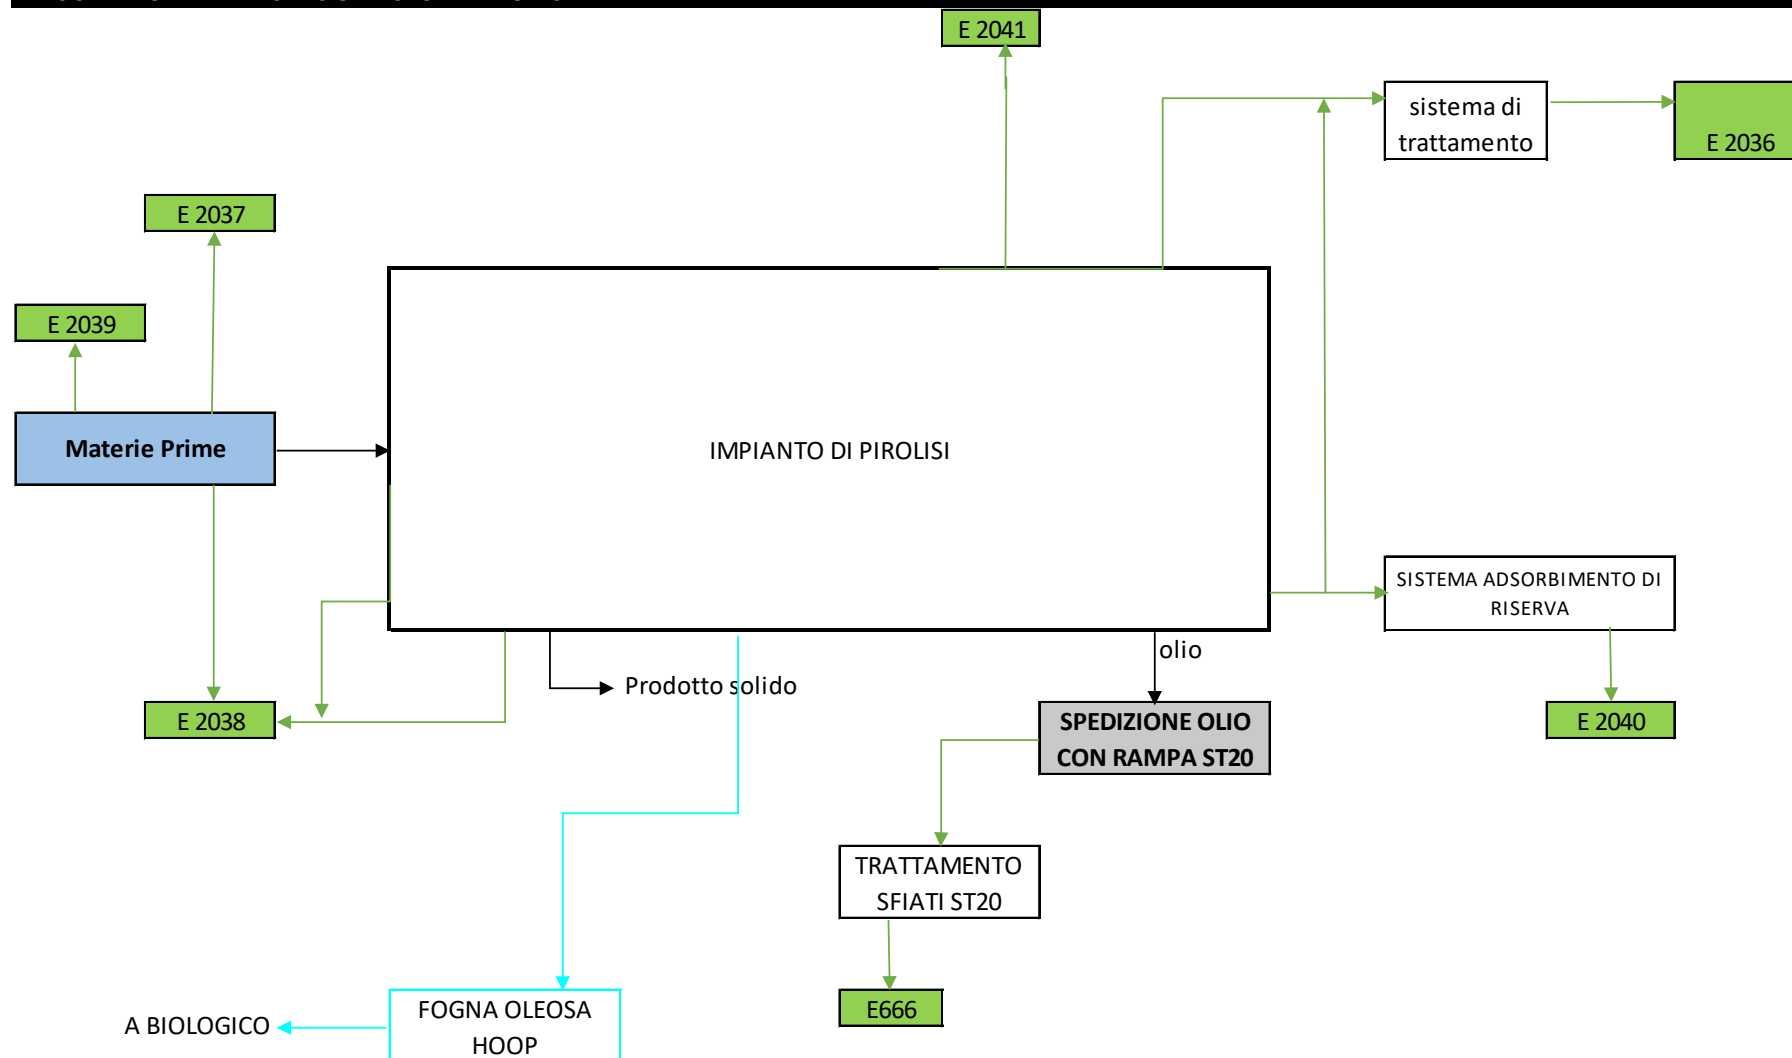 E 2041
sistema di
trattamento
E 2036
E 2037
E 2039
Materie Prime
IMPIANTO DI PIROLISI
SISTEMA ADSORBIMENTO DI
RISERVA
olio
Prodotto solido
E 2038
SPEDIZIONE OLIO
CON RAMPA ST20
E 2040
TRATTAMENTO
SFIATI ST20
E666
FOGNA OLEOSA
HOOP
A BIOLOGICO